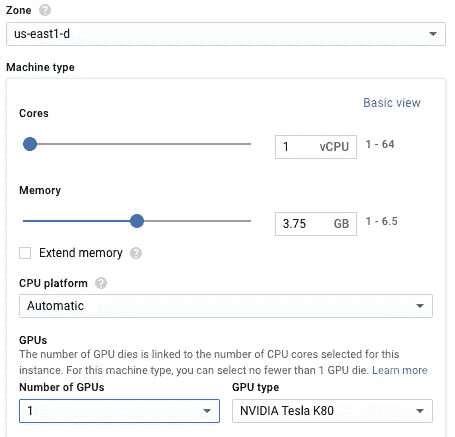 Zone ?
us-east1-d
Machine type
Basic view
Cores
1 vCPU 1 - 64
Memory
3.75 GB 1 - 6.5
Extend memory ?
CPU platform ?
Automatic
GPUs
The number of GPU dies is linked to the number of CPU cores selected for this
instance. For this machine type, you can select no fewer than 1 GPU die. Learn more
Number of GPUs GPU type
1 NVIDIA Tesla K80